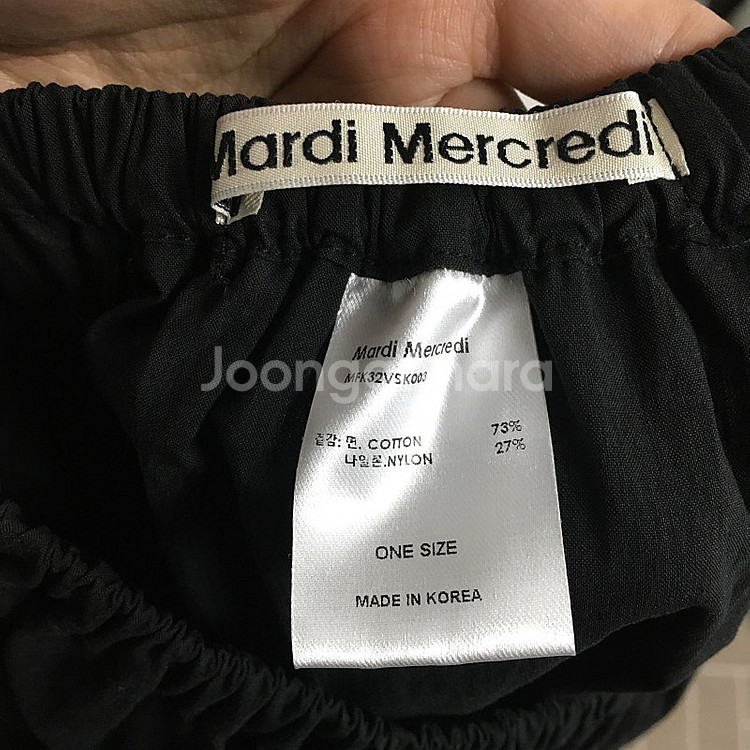 Mardi Mercredi
Mardi Mercredi
Joongonara
MFK32VSK003
겉감: 면. COTTON 73%
나일론.NYLON 27%
ONE SIZE
MADE IN KOREA